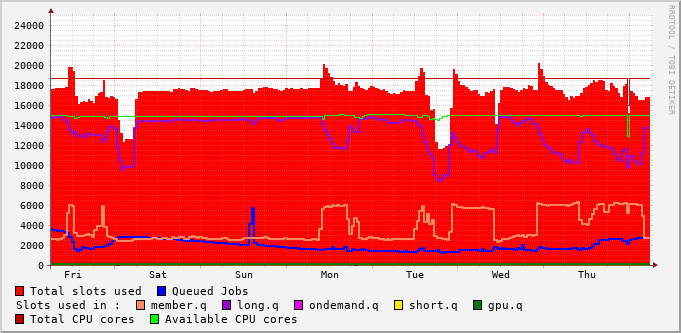 RRDTOOL / TOBI OETIKER
24000
22000
20000
18000
16000
14000
12000
10000
8000
6000
4000
2000
0
Fri Sat Sun Mon Tue Wed Thu
Total slots used Queued Jobs
Slots used in : member.q long.q ondemand.q short.q gpu.q
Total CPU cores Available CPU cores